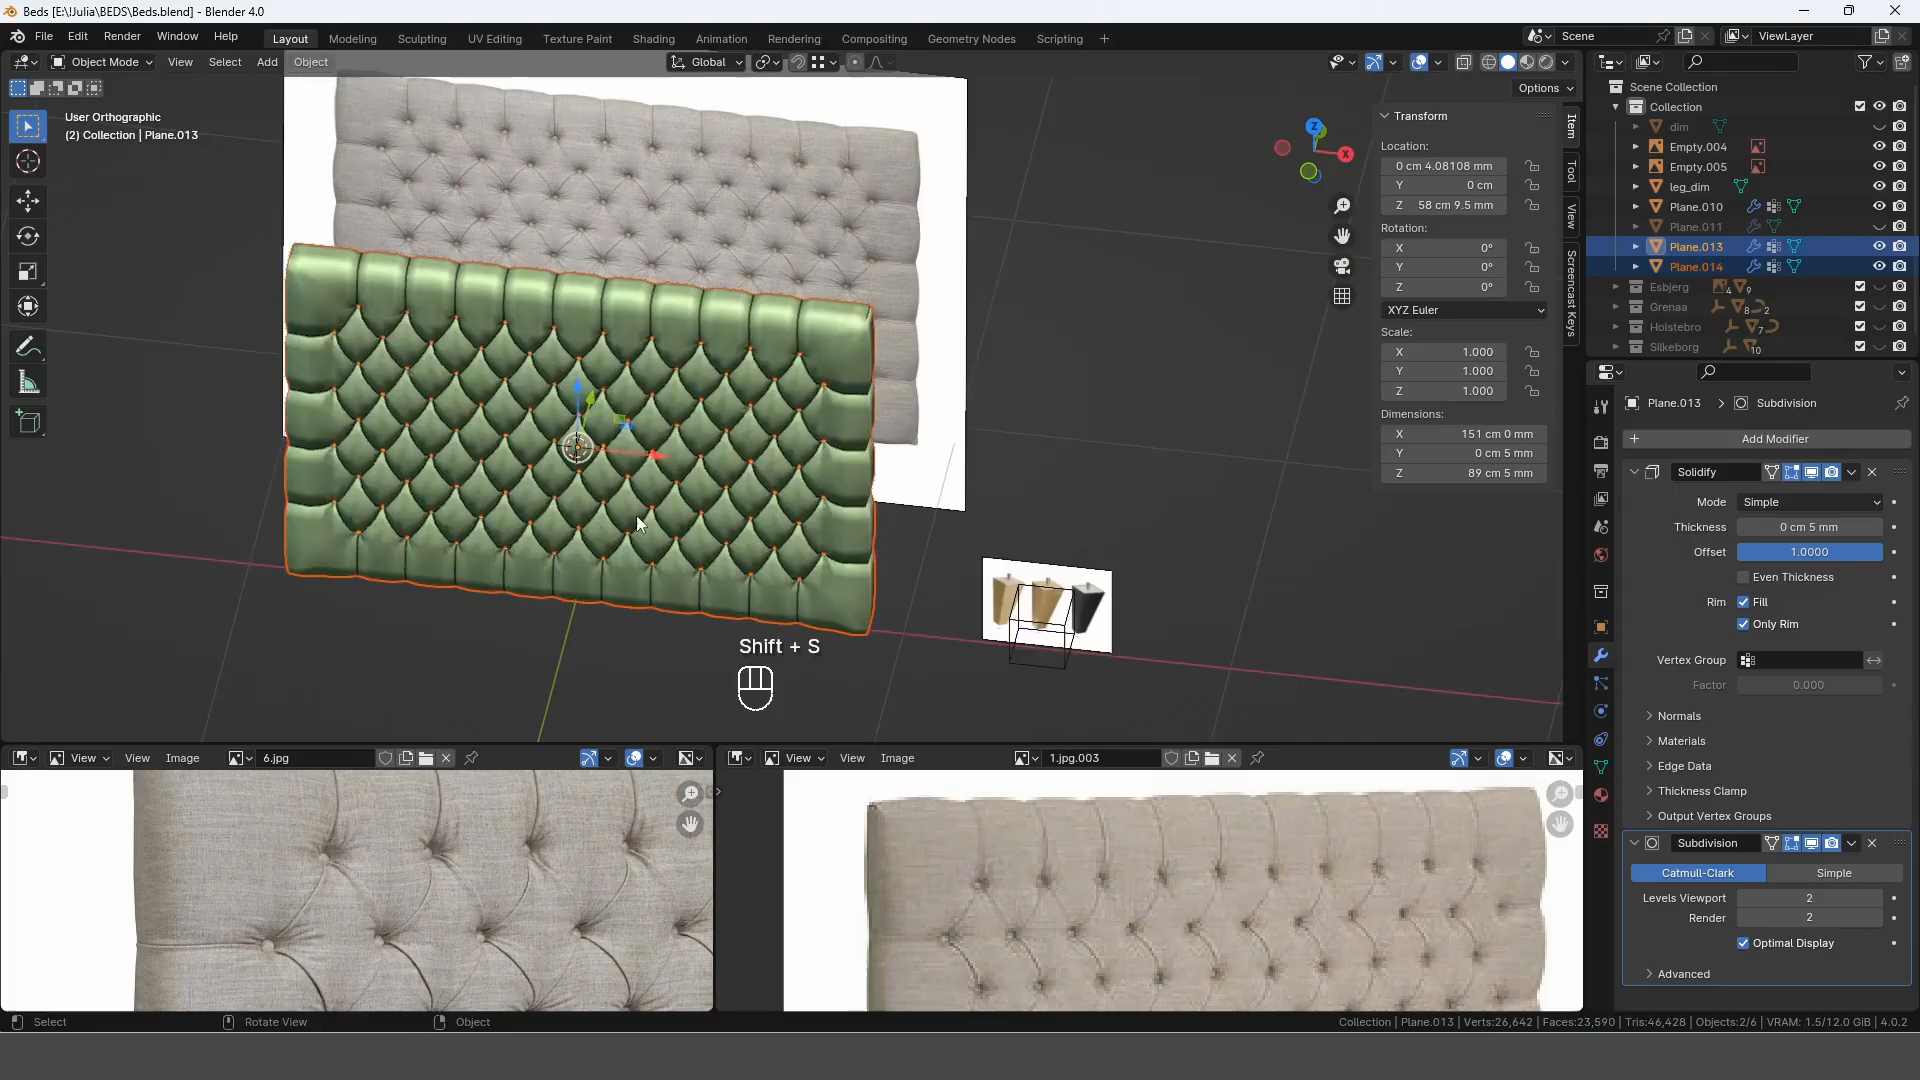 Beds [E:\!Julia\BEDS\Beds.blend] - Blender 4.0
File Edit Render Window Help
Layout Modeling Sculpting UV Editing Texture Paint Shading Animation Rendering Compositing Geometry Nodes Scripting +
Scene
ViewLayer
Object Mode View Select Add Object
Global
Options
User Orthographic
(2) Collection | Plane.013
Z
X
Transform
Location:
0 cm 4.08108 mm
Y 0 cm
Z 58 cm 9.5 mm
Rotation:
X 0°
Y 0°
Z 0°
XYZ Euler
Scale:
X 1.000
Y 1.000
Z 1.000
Dimensions:
X 151 cm 0 mm
Y 0 cm 5 mm
Z 89 cm 5 mm
Item
Tool
View
Screencast Keys
Scene Collection
Collection
dim
Empty.004
Empty.005
leg_dim
Plane.010
Plane.011
Plane.013
Plane.014
Esbjerg 4 9
Grenaa 8 2
Holstebro 7
Silkeborg 10
Plane.013 > Subdivision
+ Add Modifier
Solidify
Mode Simple
Thickness 0 cm 5 mm
Offset 1.0000
Even Thickness
Rim Fill
Only Rim
Vertex Group
Factor 0.000
Normals
Materials
Edge Data
Thickness Clamp
Output Vertex Groups
Subdivision
Catmull-Clark Simple
Levels Viewport 2
Render 2
Optimal Display
Advanced
Shift + S
View View Image 6.jpg
View View Image 1.jpg.003
Select Rotate View Object
Collection | Plane.013 | Verts:26,642 | Faces:23,590 | Tris:46,428 | Objects:2/6 | VRAM: 1.5/12.0 GiB | 4.0.2